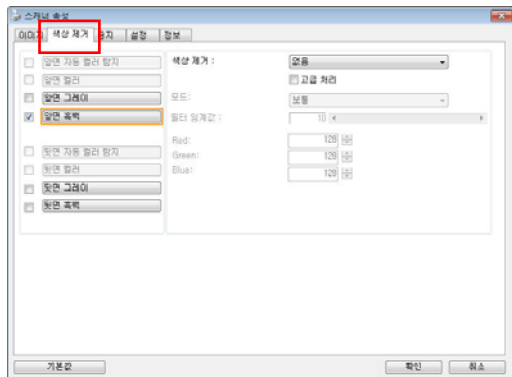 스캐너 속성
이미지 색상 제거 용지 설정 정보
앞면 자동 컬러 탐지
앞면 컬러
앞면 그레이
앞면 흑백
뒷면 자동 컬러 탐지
뒷면 컬러
뒷면 그레이
뒷면 흑백
색상 제거 : 없음
고급 처리
모드: 보통
필터 임계값 : 10
Red: 128
Green: 128
Blue: 128
기본값 확인 취소